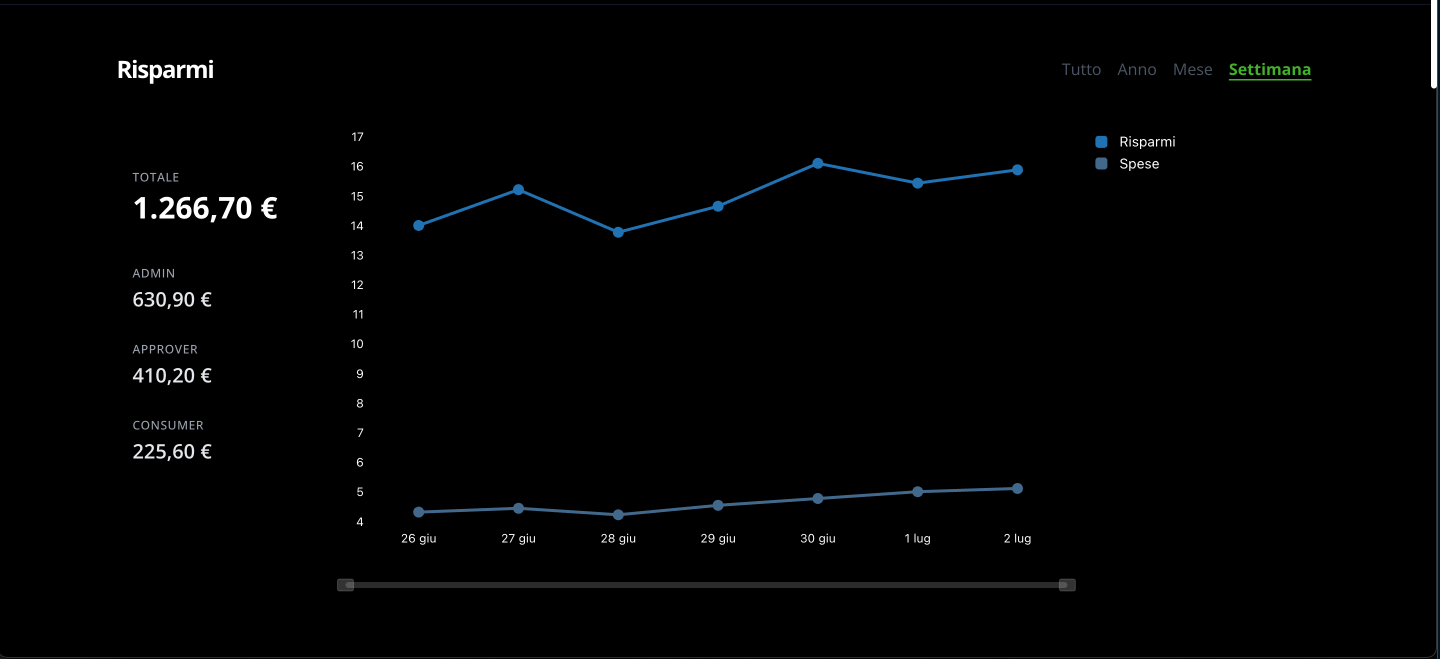 Risparmi
Tutto Anno Mese Settimana
TOTALE
1.266,70 €
ADMIN
630,90 €
APPROVER
410,20 €
CONSUMER
225,60 €
17
16
15
14
13
12
11
10
9
8
7
6
5
4
26 giu 27 giu 28 giu 29 giu 30 giu 1 lug 2 lug
Risparmi
Spese